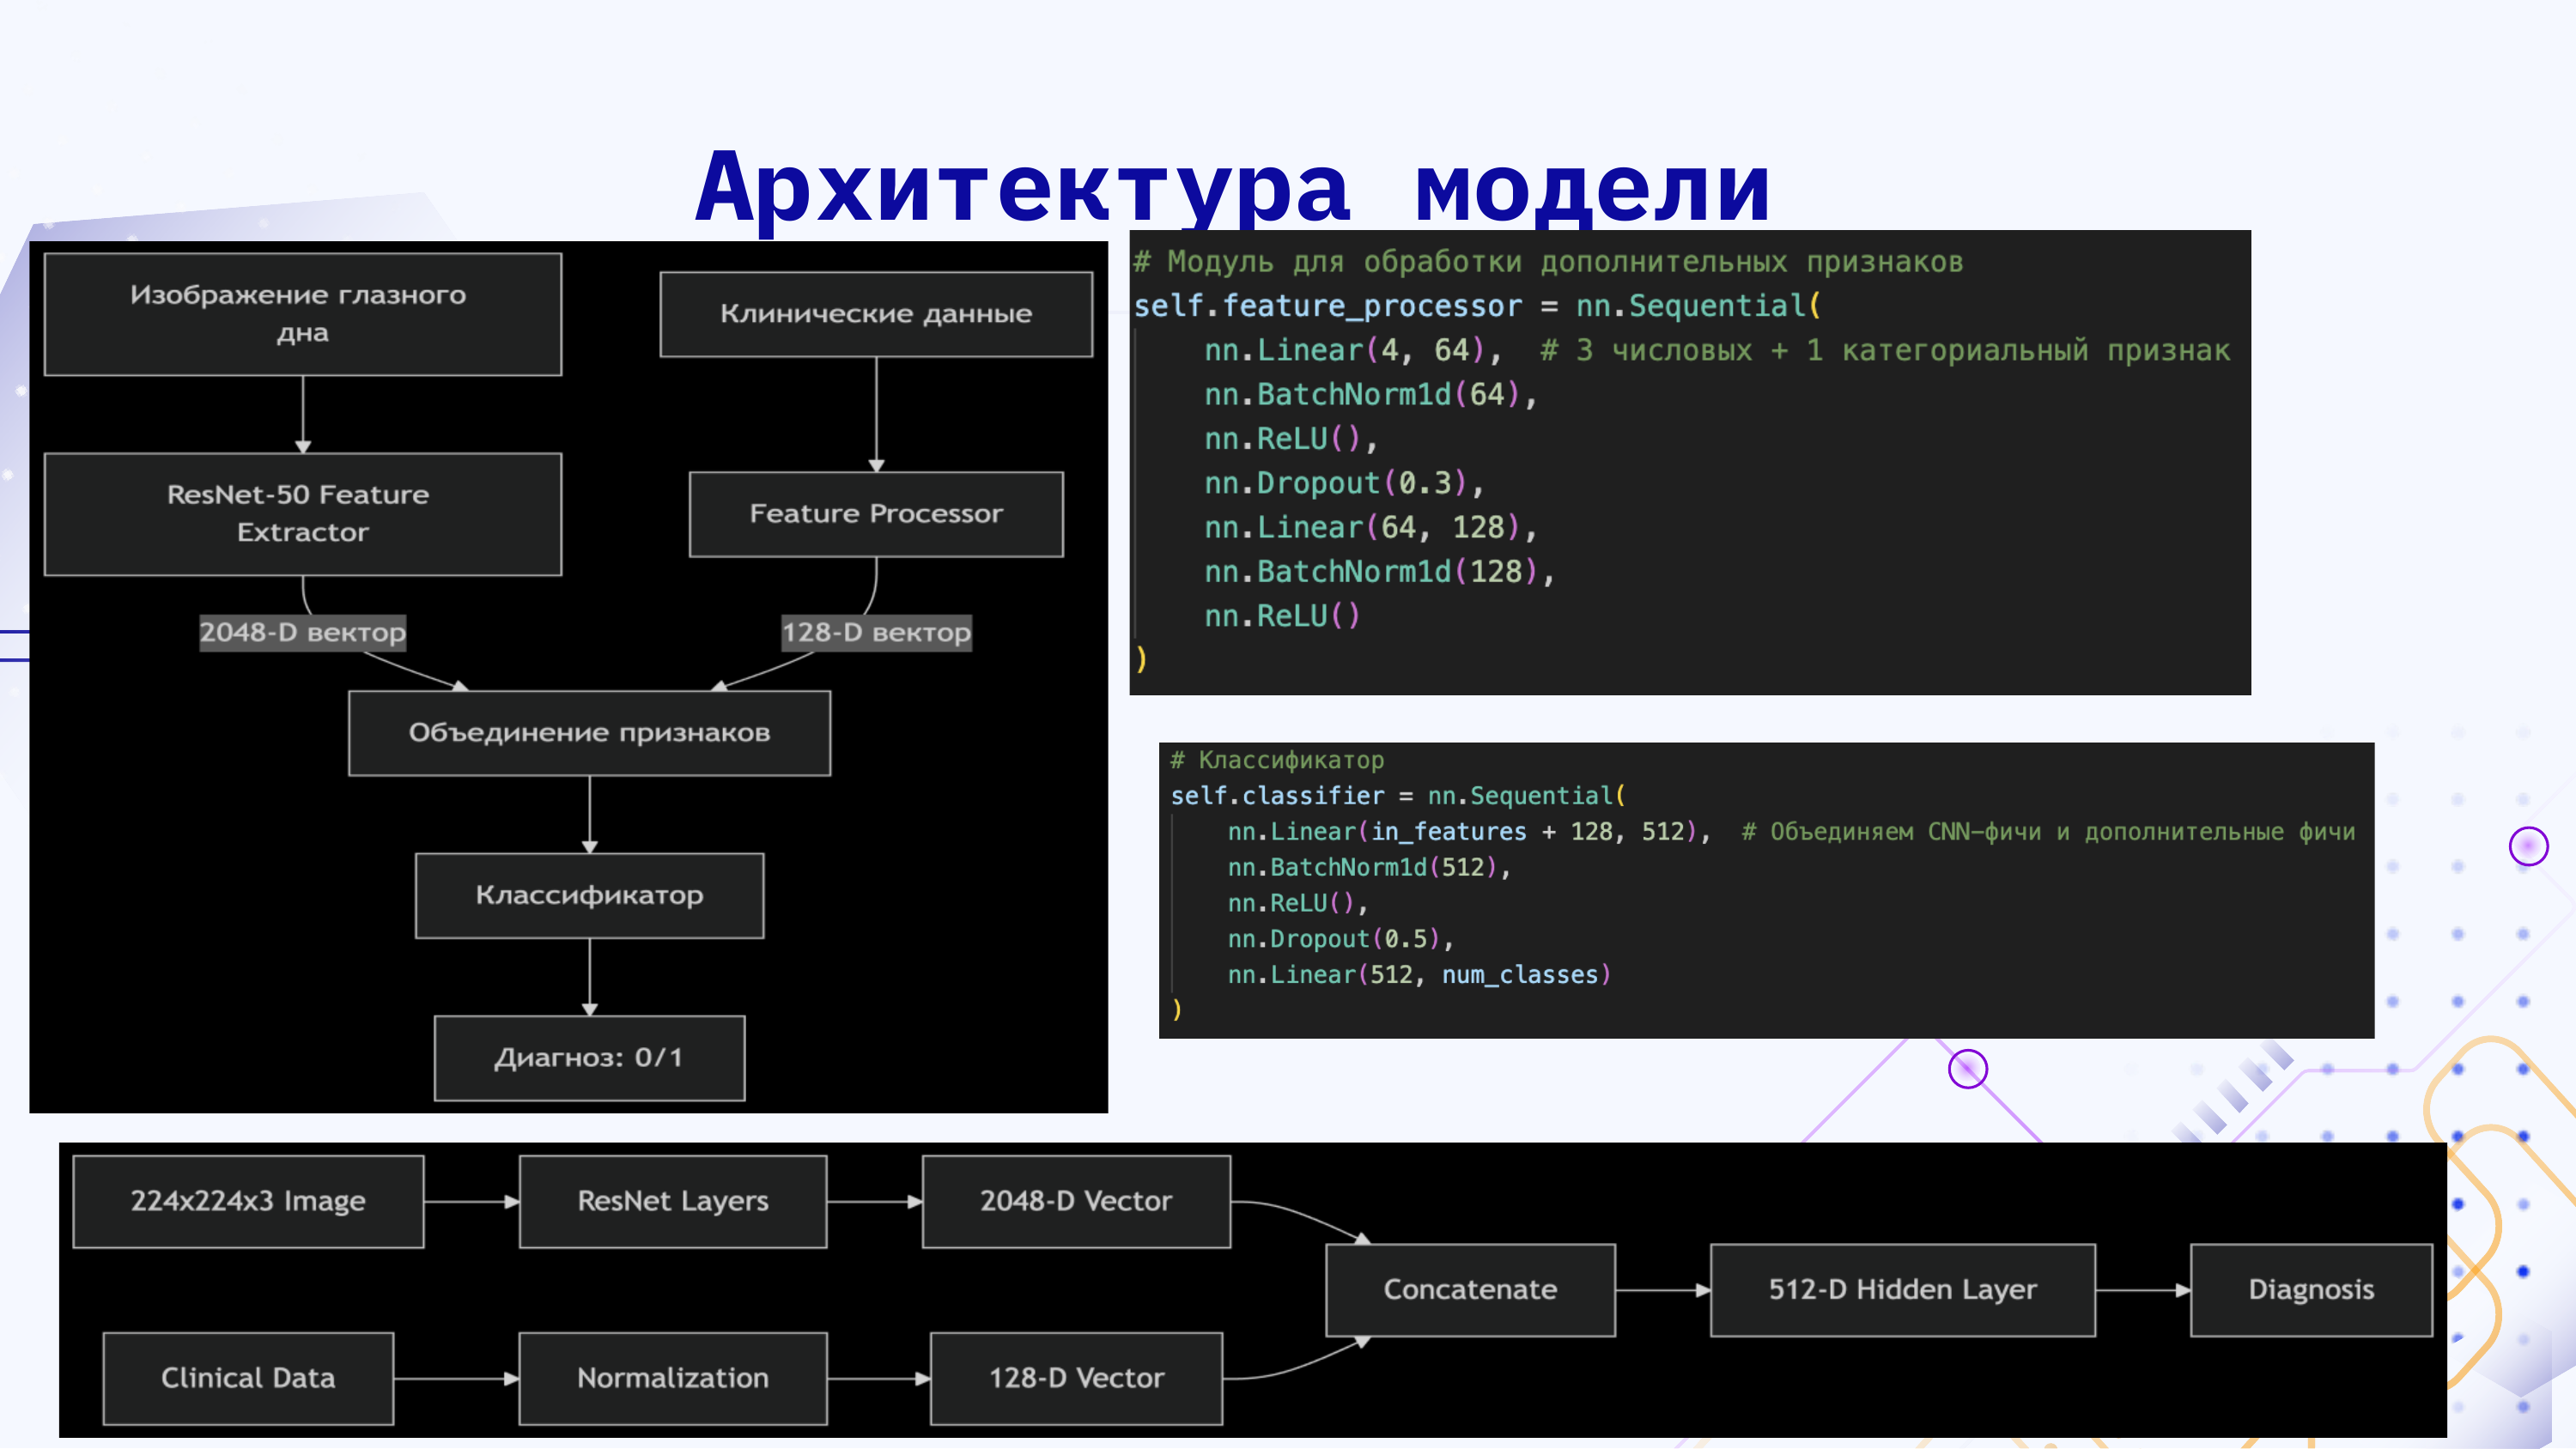 Архитектура модели
Изображение глазного
дна
Клинические данные
ResNet-50 Feature
Extractor
Feature Processor
2048-D вектор
128-D вектор
Объединение признаков
Классификатор
Диагноз: 0/1
# Модуль для обработки дополнительных признаков
self.feature_processor = nn.Sequential(
    nn.Linear(4, 64),  # 3 числовых + 1 категориальный признак
    nn.BatchNorm1d(64),
    nn.ReLU(),
    nn.Dropout(0.3),
    nn.Linear(64, 128),
    nn.BatchNorm1d(128),
    nn.ReLU()
)
# Классификатор
self.classifier = nn.Sequential(
    nn.Linear(in_features + 128, 512),  # Объединяем CNN-фичи и дополнительные фичи
    nn.BatchNorm1d(512),
    nn.ReLU(),
    nn.Dropout(0.5),
    nn.Linear(512, num_classes)
)
224x224x3 Image
ResNet Layers
2048-D Vector
Concatenate
512-D Hidden Layer
Diagnosis
Clinical Data
Normalization
128-D Vector